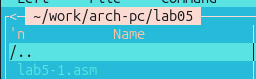 Left File Command
~/work/arch-pc/lab05
'n Name
/..
lab5-1.asm